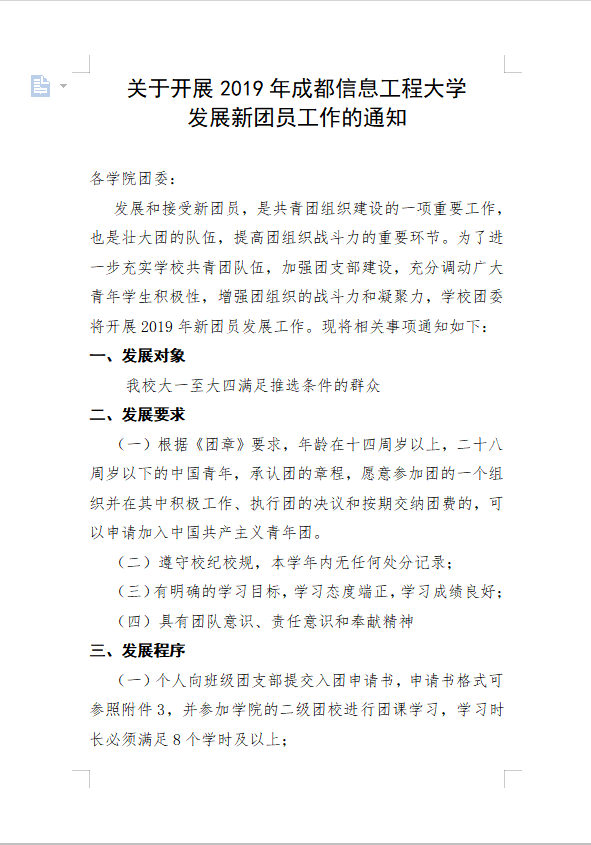 关于开展 2019 年成都信息工程大学
发展新团员工作的通知
各学院团委：
发展和接受新团员，是共青团组织建设的一项重要工作，
也是壮大团的队伍，提高团组织战斗力的重要环节。为了进
一步充实学校共青团队伍，加强团支部建设，充分调动广大
青年学生积极性，增强团组织的战斗力和凝聚力，学校团委
将开展 2019 年新团员发展工作。现将相关事项通知如下：
一、发展对象
我校大一至大四满足推选条件的群众
二、发展要求
（一）根据《团章》要求，年龄在十四周岁以上，二十八
周岁以下的中国青年，承认团的章程，愿意参加团的一个组
织并在其中积极工作、执行团的决议和按期交纳团费的，可
以申请加入中国共产主义青年团。
（二）遵守校纪校规，本学年内无任何处分记录；
（三）有明确的学习目标，学习态度端正，学习成绩良好；
（四）具有团队意识、责任意识和奉献精神
三、发展程序
（一）个人向班级团支部提交入团申请书，申请书格式可
参照附件 3，并参加学院的二级团校进行团课学习，学习时
长必须满足 8 个学时及以上；